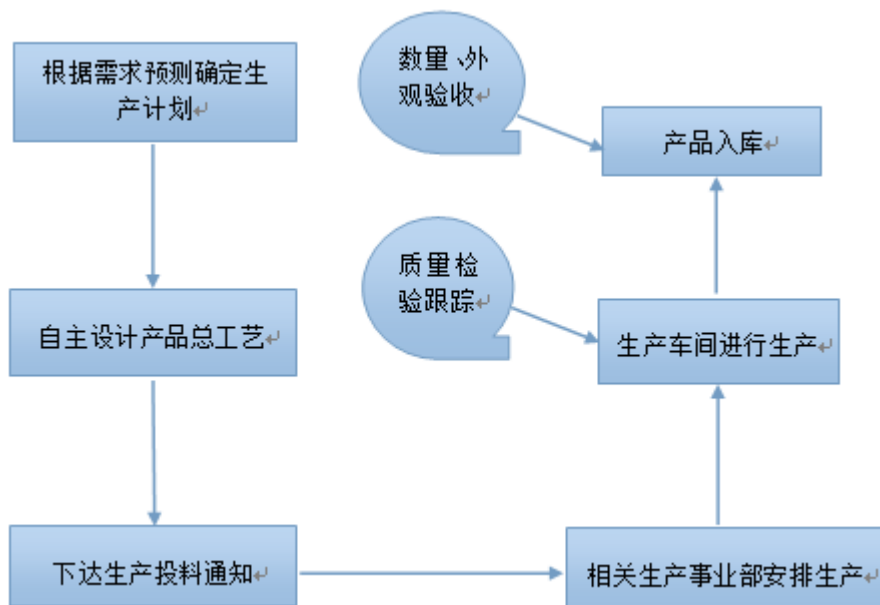 根据需求预测确定生
产计划
自主设计产品总工艺
下达生产投料通知
相关生产事业部安排生产
质量检
验跟踪
生产车间进行生产
数量、外
观验收
产品入库